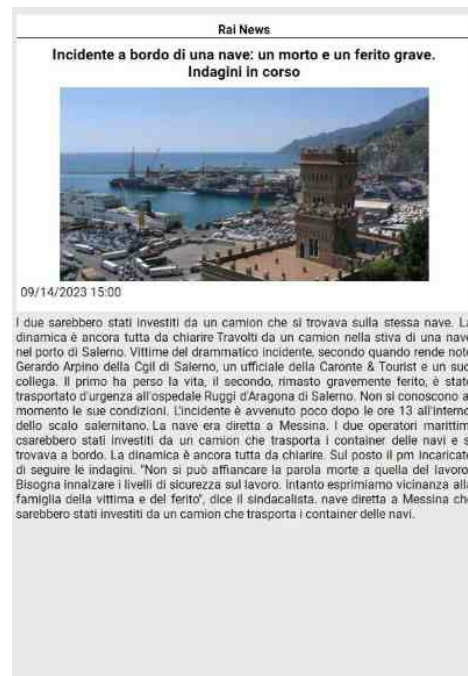 Rai News
Incidente a bordo di una nave: un morto e un ferito grave.
Indagini in corso
09/14/2023 15:00
I due sarebbero stati investiti da un camion che si trovava sulla stessa nave. La
dinamica è ancora tutta da chiarire Travolti da un camion nella stiva di una nave
nel porto di Salerno. Vittime del drammatico incidente, secondo quando rende noto
Gerardo Arpino della Cgil di Salerno, un ufficiale della Caronte & Tourist e un suo
collega. Il primo ha perso la vita, il secondo, rimasto gravemente ferito, è stato
trasportato d'urgenza all'ospedale Ruggi d'Aragona di Salerno. Non si conoscono al
momento le sue condizioni. L'incidente è avvenuto poco dopo le ore 13 all'interno
dello scalo salernitano. La nave era diretta a Messina. I due operatori marittimi
csarebbero stati investiti da un camion che trasporta i container delle navi e si
trovava a bordo. La dinamica è ancora tutta da chiarire. Sul posto il pm incaricato
di seguire le indagini. "Non si può affiancare la parola morte a quella del lavoro.
Bisogna innalzare i livelli di sicurezza sul lavoro. Intanto esprimiamo vicinanza alla
famiglia della vittima e del ferito", dice il sindacalista. nave diretta a Messina che
sarebbero stati investiti da un camion che trasporta i container delle navi.